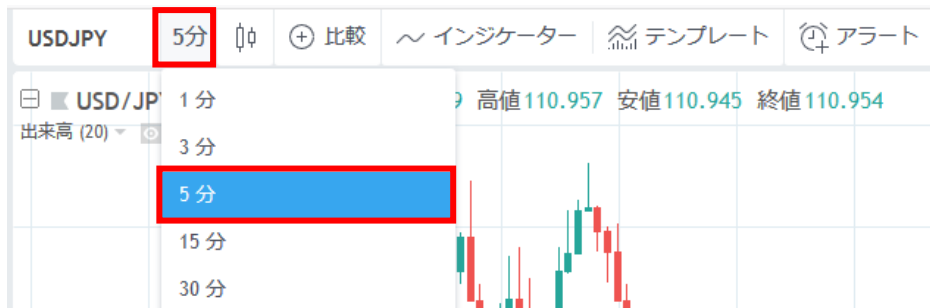 USDJPY 5分 比較 インジケーター テンプレート アラート
USD/JP 9 高値110.957 安値110.945 終値110.954
出来高 (20)
1 分
3 分
5 分
15 分
30 分